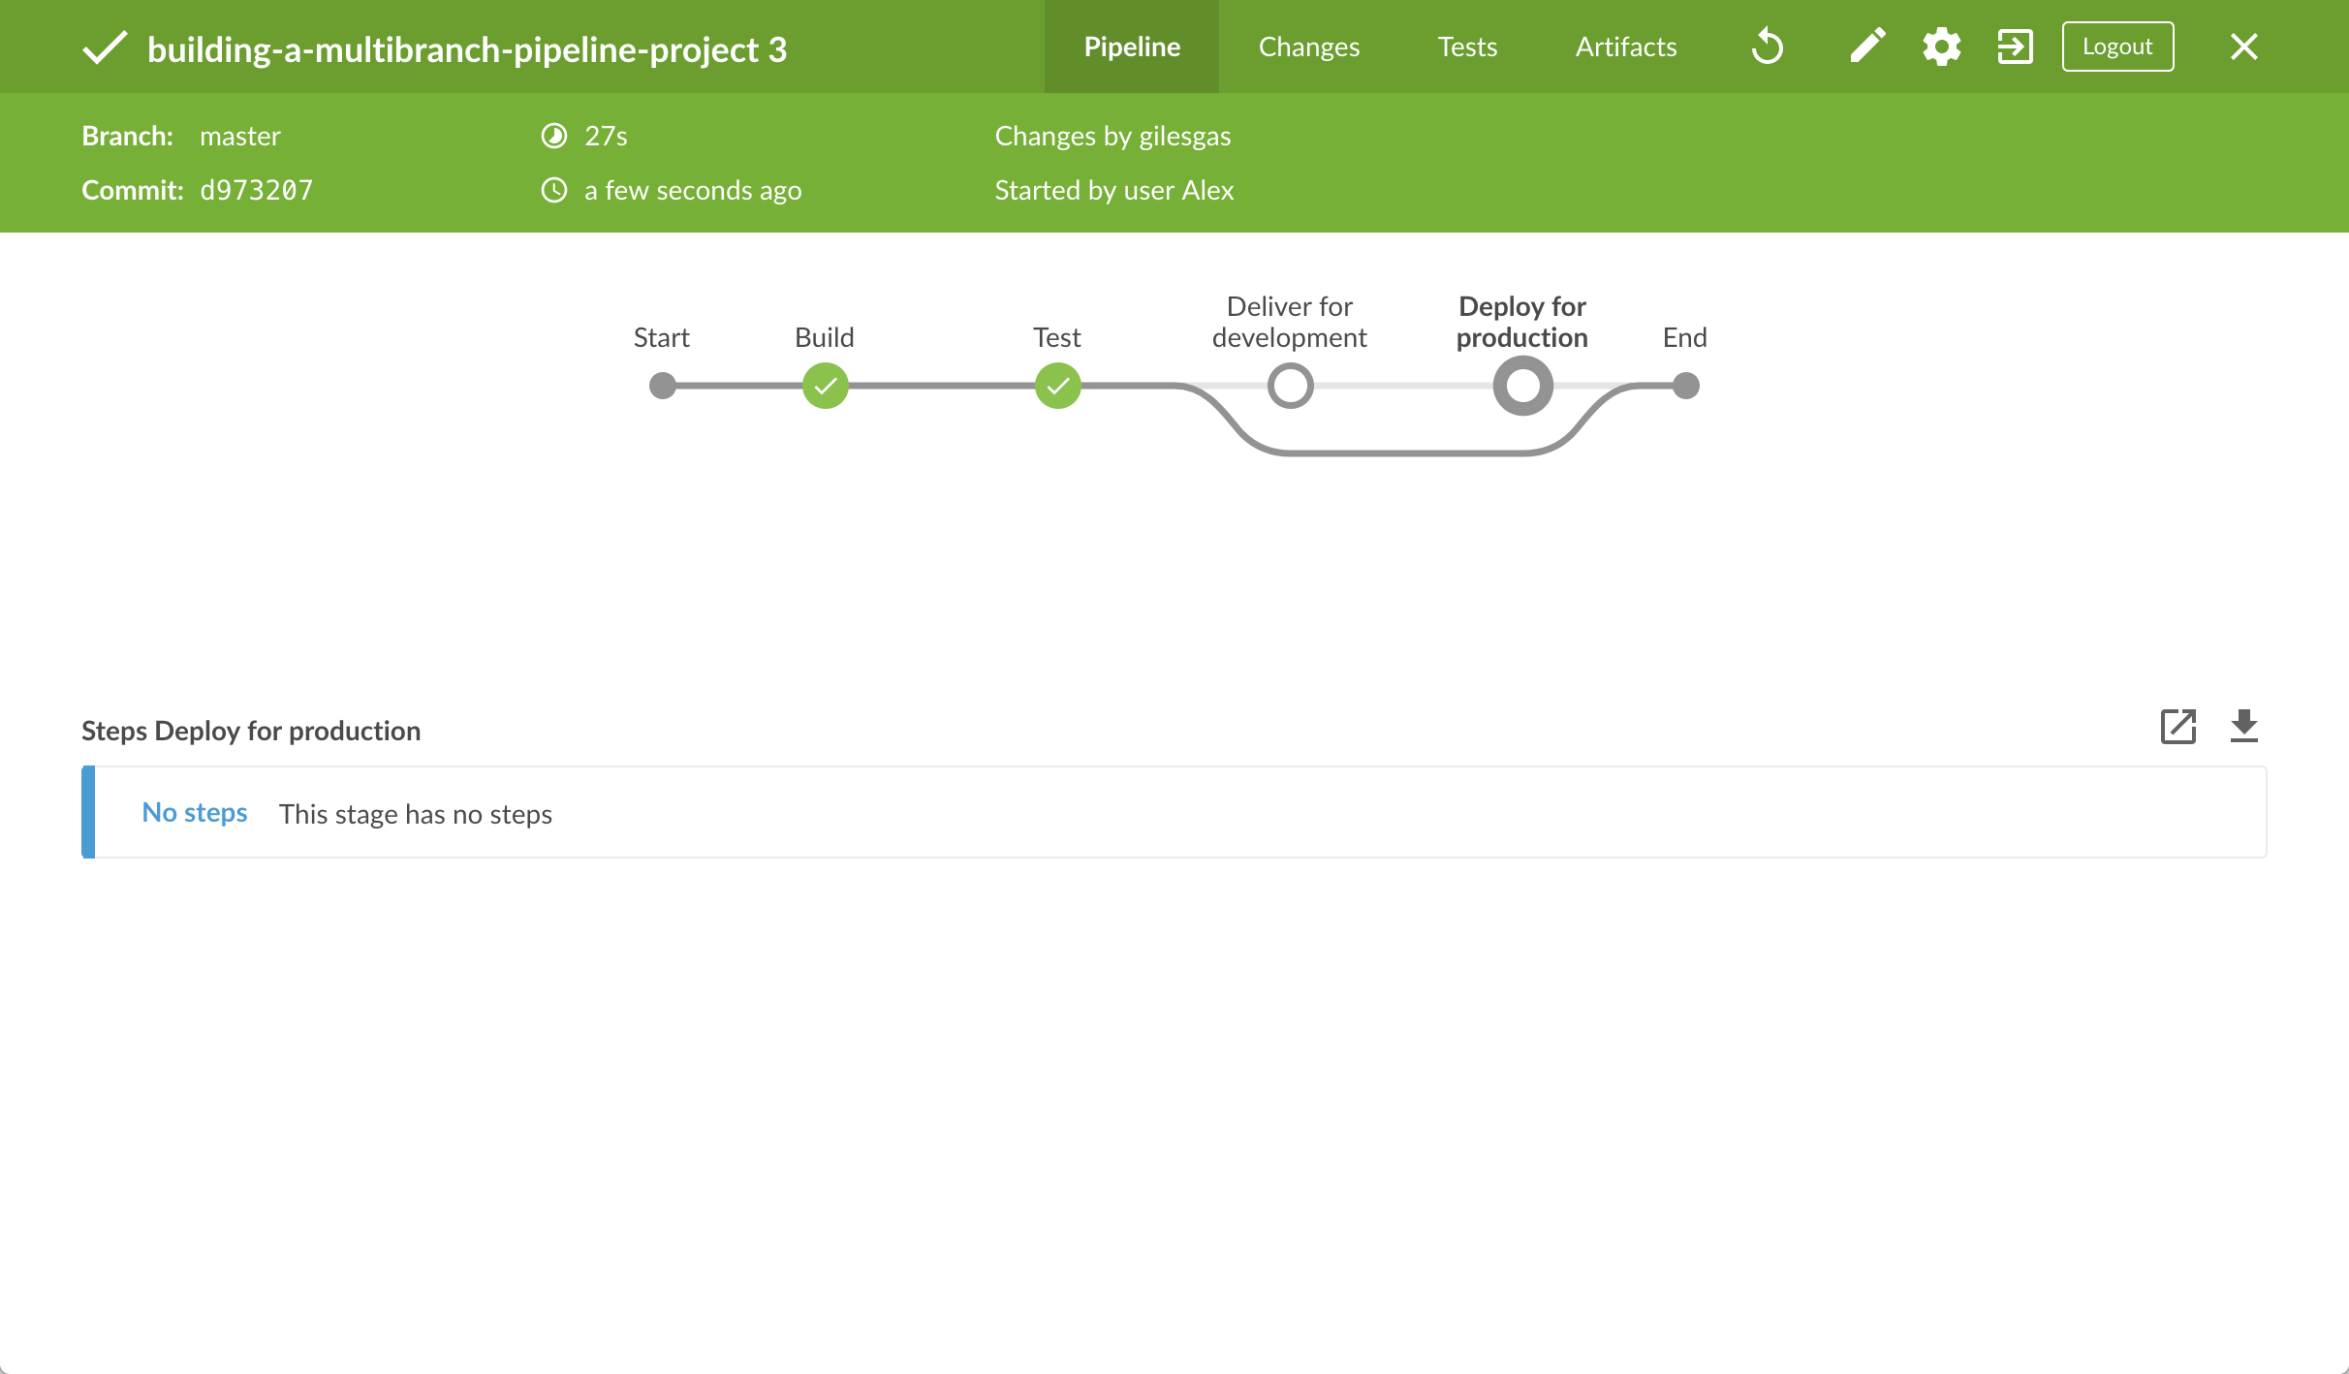 building-a-multibranch-pipeline-project 3
Pipeline
Changes
Tests
Artifacts
Logout
Branch: master
27s
Changes by gilesgas
Commit: d973207
a few seconds ago
Started by user Alex
Start
Build
Test
Deliver for
development
Deploy for
production
End
Steps Deploy for production
No steps
This stage has no steps